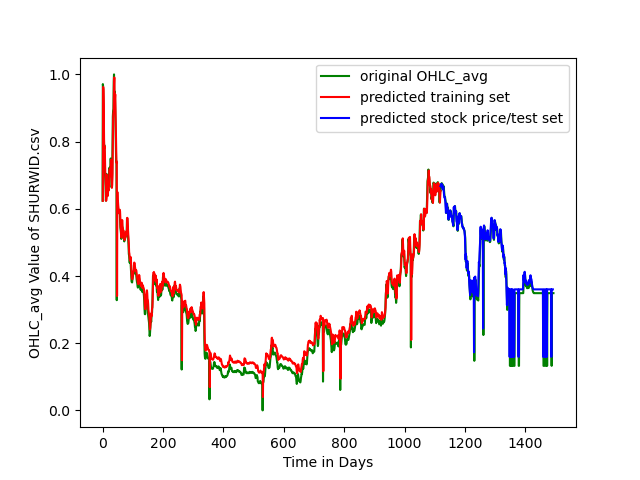 original OHLC_avg
predicted training set
predicted stock price/test set
OHLC_avg Value of SHURWID.csv
1.0
0.8
0.6
0.4
0.2
0.0
0 200 400 600 800 1000 1200 1400
Time in Days